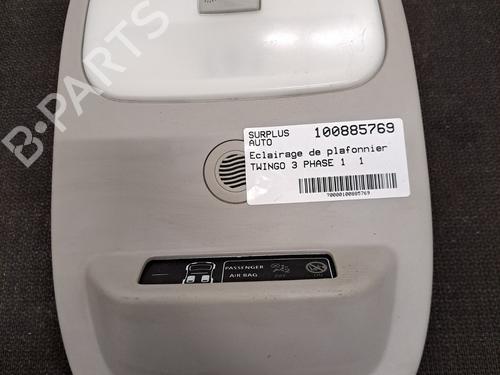 B-PARTS
SURPLUS AUTO 100885769
Eclairage de plafonnier
TWINGO 3 PHASE 1 1
70000100885769
PASSENGER
AIR BAG